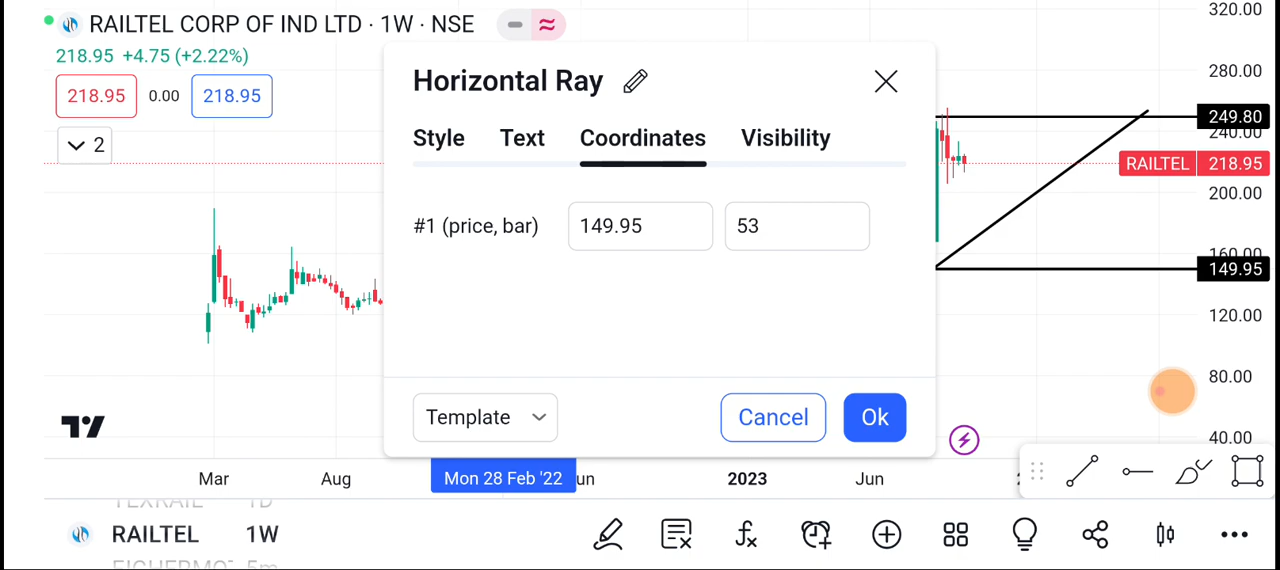 RAILTEL CORP OF IND LTD · 1W · NSE
218.95 +4.75 (+2.22%)
218.95 0.00 218.95
2
Horizontal Ray
Style Text Coordinates Visibility
#1 (price, bar) 149.95 53
Template Cancel Ok
320.00
280.00
249.80
240.00
RAILTEL 218.95
200.00
160.00
149.95
120.00
80.00
40.00
Mar Aug Mon 28 Feb '22 un 2023 Jun
TEXRAIL 1D
RAILTEL 1W
5m